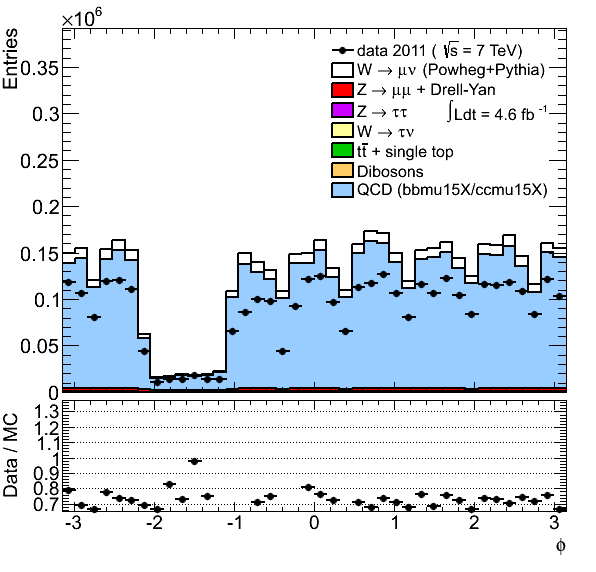 ×10⁶
Entries
0.35
0.3
0.25
0.2
0.15
0.1
0.05
0
data 2011 ( √s = 7 TeV)
W → μν (Powheg+Pythia)
Z → μμ + Drell-Yan
Z → ττ
∫Ldt = 4.6 fb⁻¹
W → τν
tt̄ + single top
Dibosons
QCD (bbmu15X/ccmu15X)
Data / MC
1.3
1.2
1.1
1
0.9
0.8
0.7
-3 -2 -1 0 1 2 3
ϕ